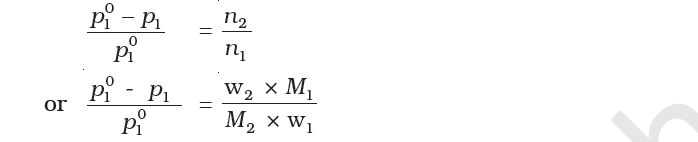 p₁⁰ – p₁ / p₁⁰ = n₂ / n₁
or p₁⁰ - p₁ / p₁⁰ = w₂ × M₁ / M₂ × w₁